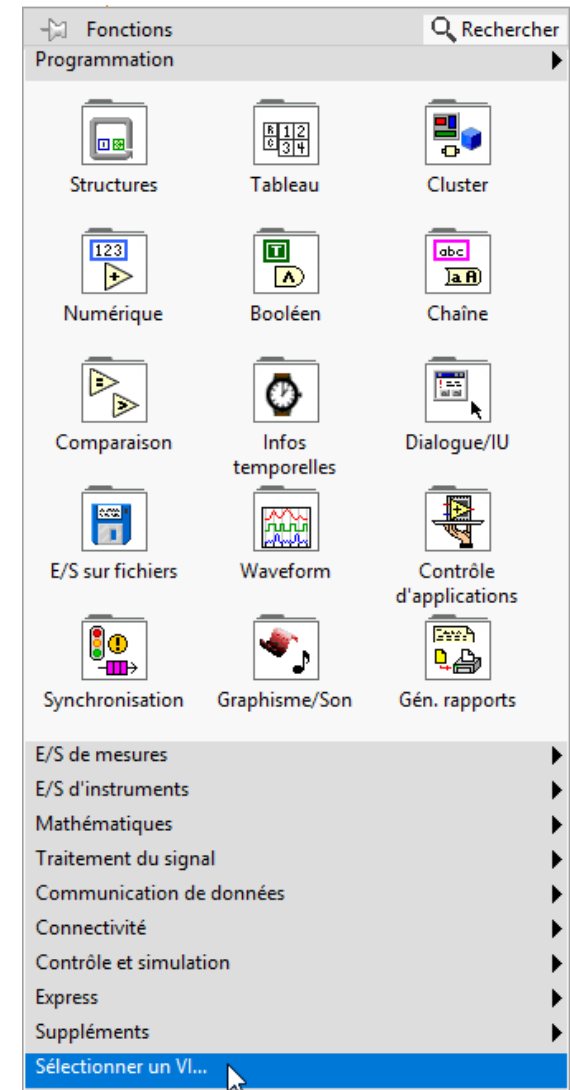 Fonctions Rechercher
Programmation
Structures Tableau Cluster
123
Numérique Booléen Chaîne
Comparaison Infos temporelles Dialogue/IU
E/S sur fichiers Waveform Contrôle d'applications
Synchronisation Graphisme/Son Gén. rapports
E/S de mesures
E/S d'instruments
Mathématiques
Traitement du signal
Communication de données
Connectivité
Contrôle et simulation
Express
Suppléments
Sélectionner un VI...